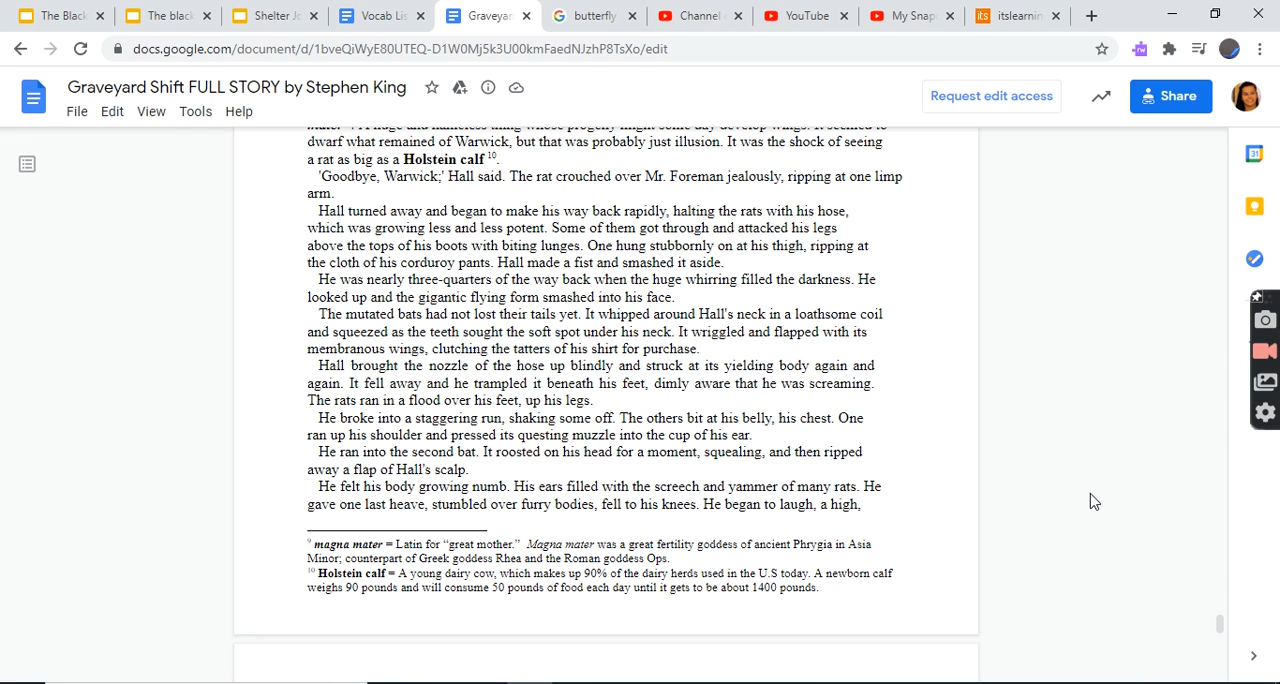 The Black
The black
Shelter Jo
Vocab Lis
Graveyar
butterfly
Channel c
YouTube
My Snap
its itslearnin
docs.google.com/document/d/1bveQiWyE80UTEQ-D1W0Mj5k3U00kmFaedNJzhP8TsXo/edit
Graveyard Shift FULL STORY by Stephen King
File Edit View Tools Help
Request edit access
Share
dwarf what remained of Warwick, but that was probably just illusion. It was the shock of seeing
a rat as big as a Holstein calf 10.
'Goodbye, Warwick;' Hall said. The rat crouched over Mr. Foreman jealously, ripping at one limp
arm.
Hall turned away and began to make his way back rapidly, halting the rats with his hose,
which was growing less and less potent. Some of them got through and attacked his legs
above the tops of his boots with biting lunges. One hung stubbornly on at his thigh, ripping at
the cloth of his corduroy pants. Hall made a fist and smashed it aside.
He was nearly three-quarters of the way back when the huge whirring filled the darkness. He
looked up and the gigantic flying form smashed into his face.
The mutated bats had not lost their tails yet. It whipped around Hall's neck in a loathsome coil
and squeezed as the teeth sought the soft spot under his neck. It wriggled and flapped with its
membranous wings, clutching the tatters of his shirt for purchase.
Hall brought the nozzle of the hose up blindly and struck at its yielding body again and
again. It fell away and he trampled it beneath his feet, dimly aware that he was screaming.
The rats ran in a flood over his feet, up his legs.
He broke into a staggering run, shaking some off. The others bit at his belly, his chest. One
ran up his shoulder and pressed its questing muzzle into the cup of his ear.
He ran into the second bat. It roosted on his head for a moment, squealing, and then ripped
away a flap of Hall's scalp.
He felt his body growing numb. His ears filled with the screech and yammer of many rats. He
gave one last heave, stumbled over furry bodies, fell to his knees. He began to laugh, a high,
9 magna mater = Latin for “great mother.” Magna mater was a great fertility goddess of ancient Phrygia in Asia
Minor; counterpart of Greek goddess Rhea and the Roman goddess Ops.
10 Holstein calf = A young dairy cow, which makes up 90% of the dairy herds used in the U.S today. A newborn calf
weighs 90 pounds and will consume 50 pounds of food each day until it gets to be about 1400 pounds.
31